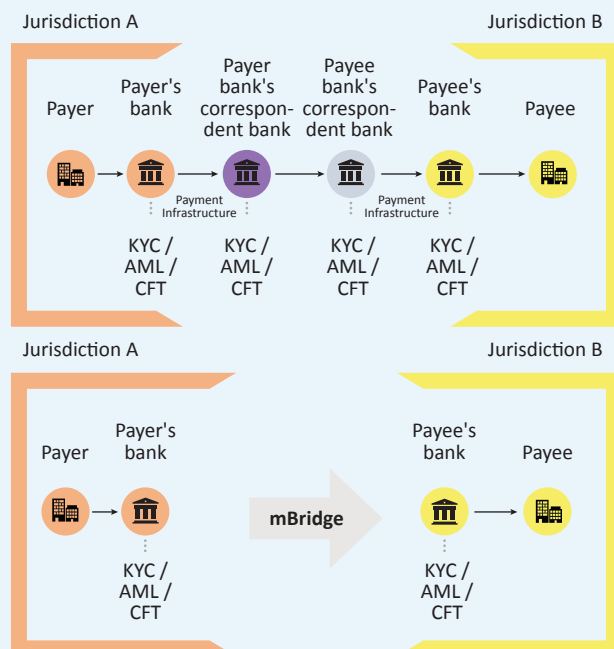 Jurisdiction A
Jurisdiction B
Payer
Payer's
bank
Payer
bank's
correspon-
dent bank
Payee
bank's
correspon-
dent bank
Payee's
bank
Payee
Payment
Infrastructure
Payment
Infrastructure
KYC /
AML /
CFT
KYC /
AML /
CFT
KYC /
AML /
CFT
KYC /
AML /
CFT
Jurisdiction A
Jurisdiction B
Payer
Payer's
bank
Payee's
bank
Payee
mBridge
KYC /
AML /
CFT
KYC /
AML /
CFT